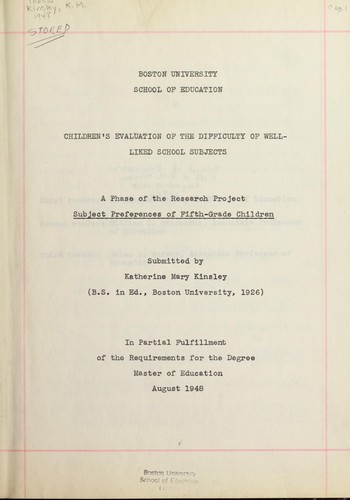 Kinsley, K. M.
1948
STORED
BOSTON UNIVERSITY
SCHOOL OF EDUCATION
CHILDREN'S EVALUATION OF THE DIFFICULTY OF WELL-
LIKED SCHOOL SUBJECTS
A Phase of the Research Project
Subject Preferences of Fifth-Grade Children
Submitted by
Katherine Mary Kinsley
(B.S. in Ed., Boston University, 1926)
In Partial Fulfillment
of the Requirements for the Degree
Master of Education
August 1948
Boston University
School of Education